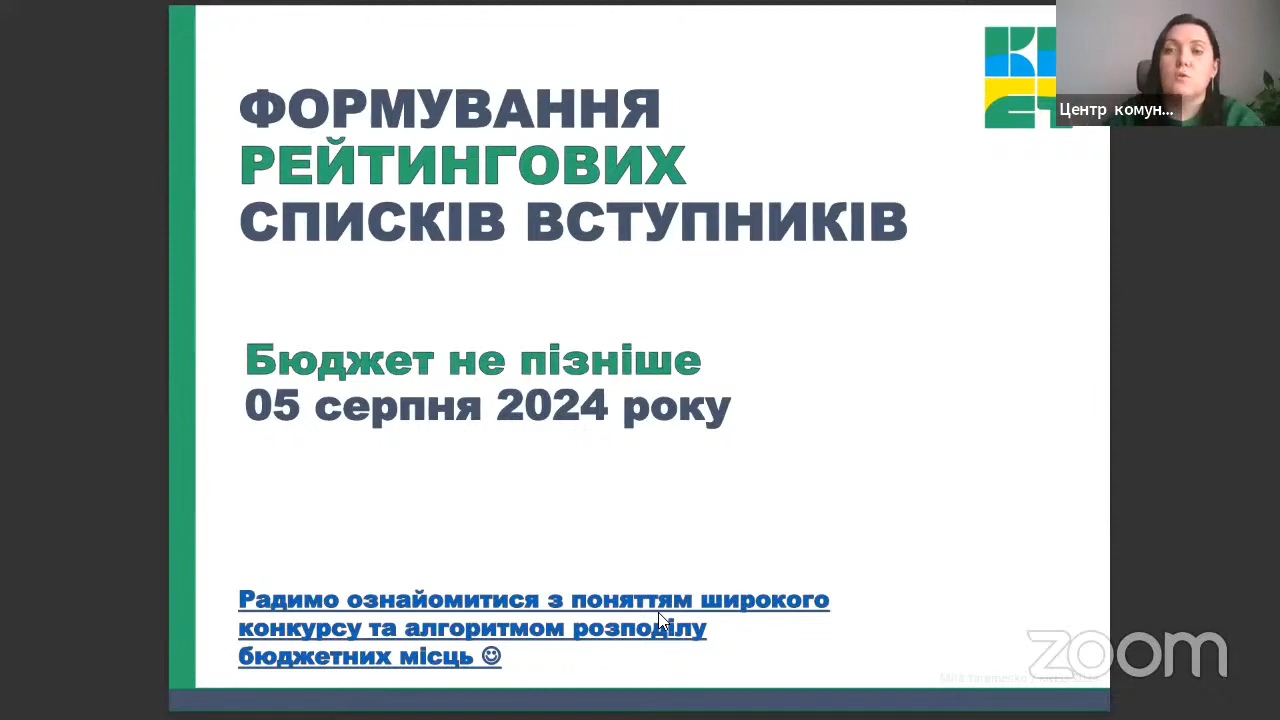 ФОРМУВАННЯ
РЕЙТИНГОВИХ
СПИСКІВ ВСТУПНИКІВ
Центр комун...
Бюджет не пізніше
05 серпня 2024 року
Радимо ознайомитися з поняттям широкого
конкурсу та алгоритмом розподілу
бюджетних місць ☺
zoom